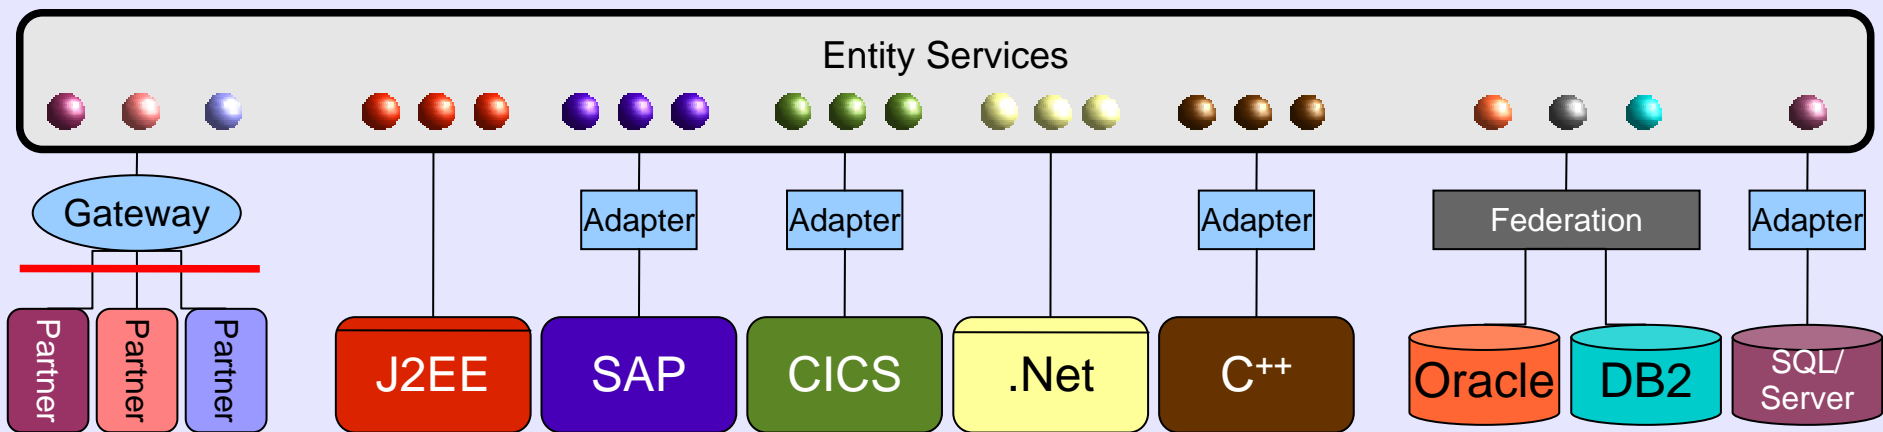 Entity Services
Gateway
Adapter
Adapter
Adapter
Federation
Adapter
Partner
Partner
Partner
J2EE
SAP
CICS
.Net
C++
Oracle
DB2
SQL/
Server